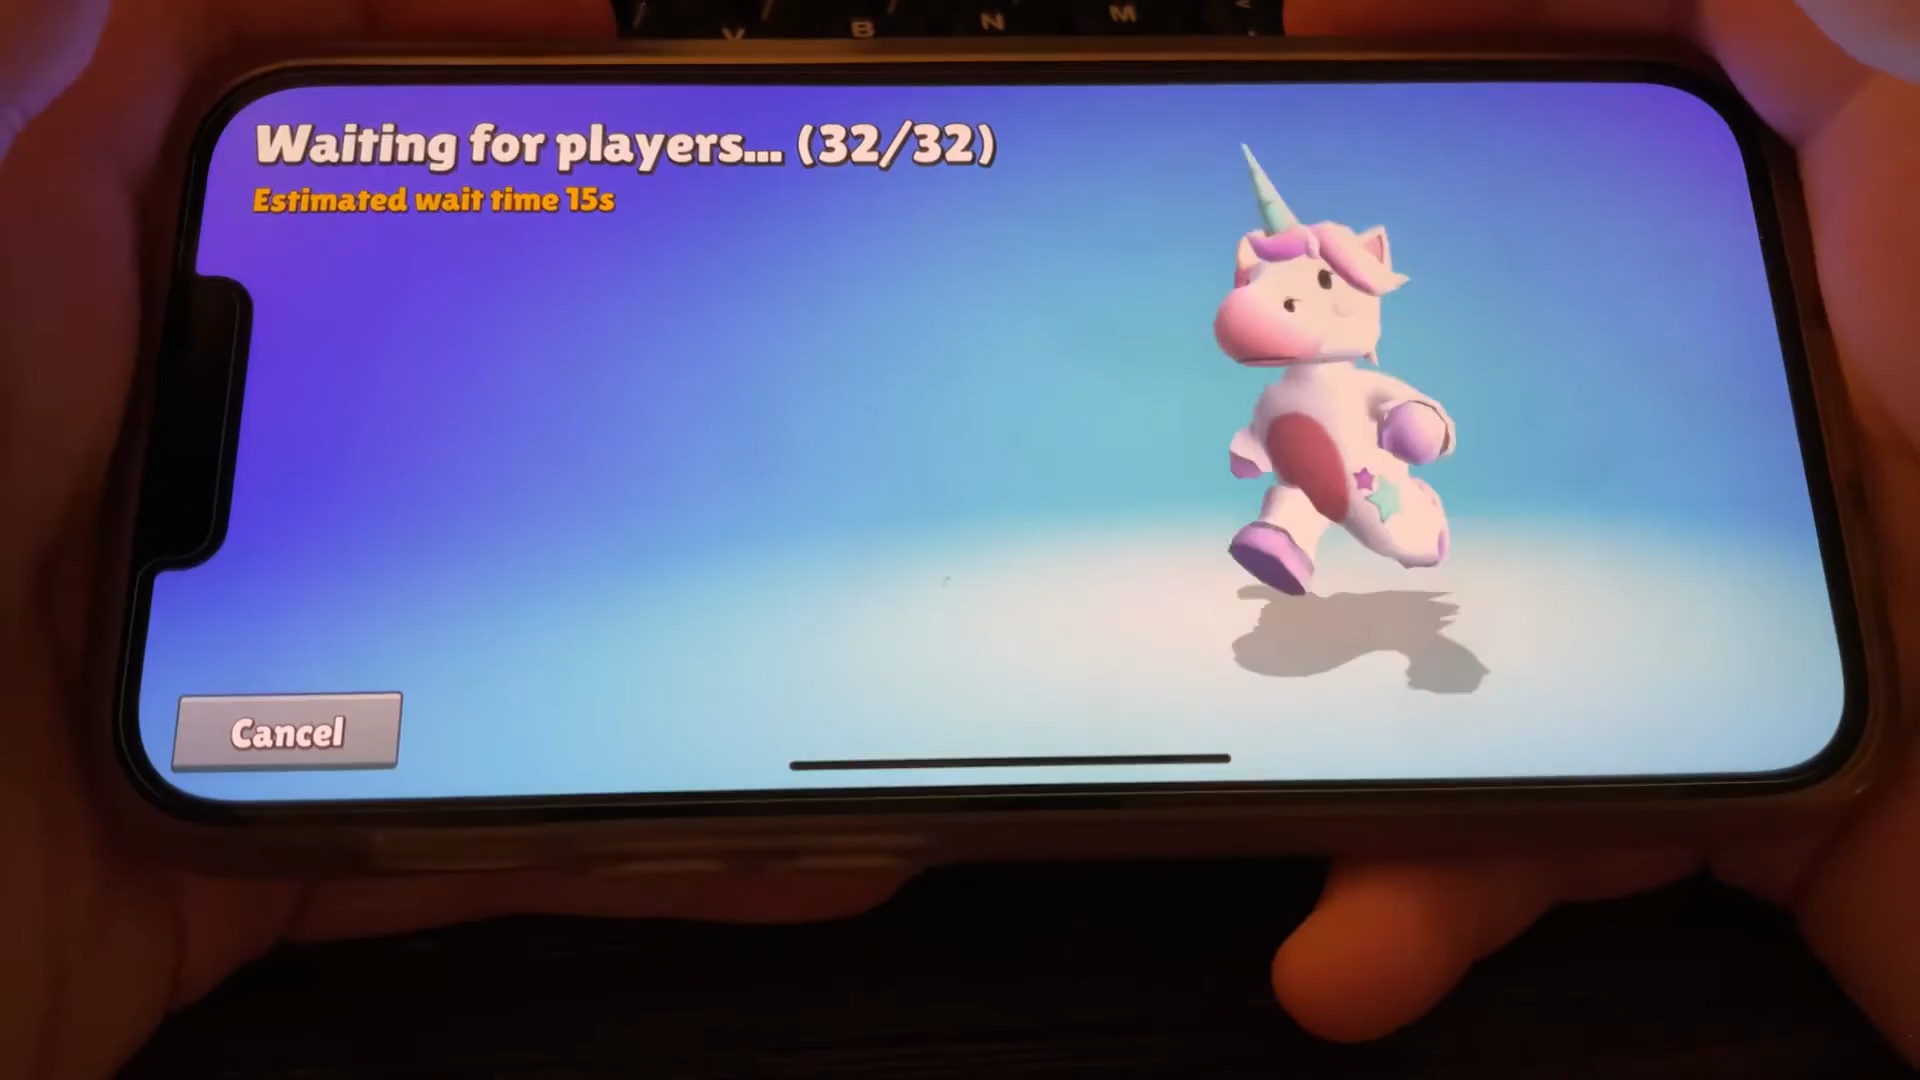 V B N M
Waiting for players... (32/32)
Estimated wait time 15s
Cancel